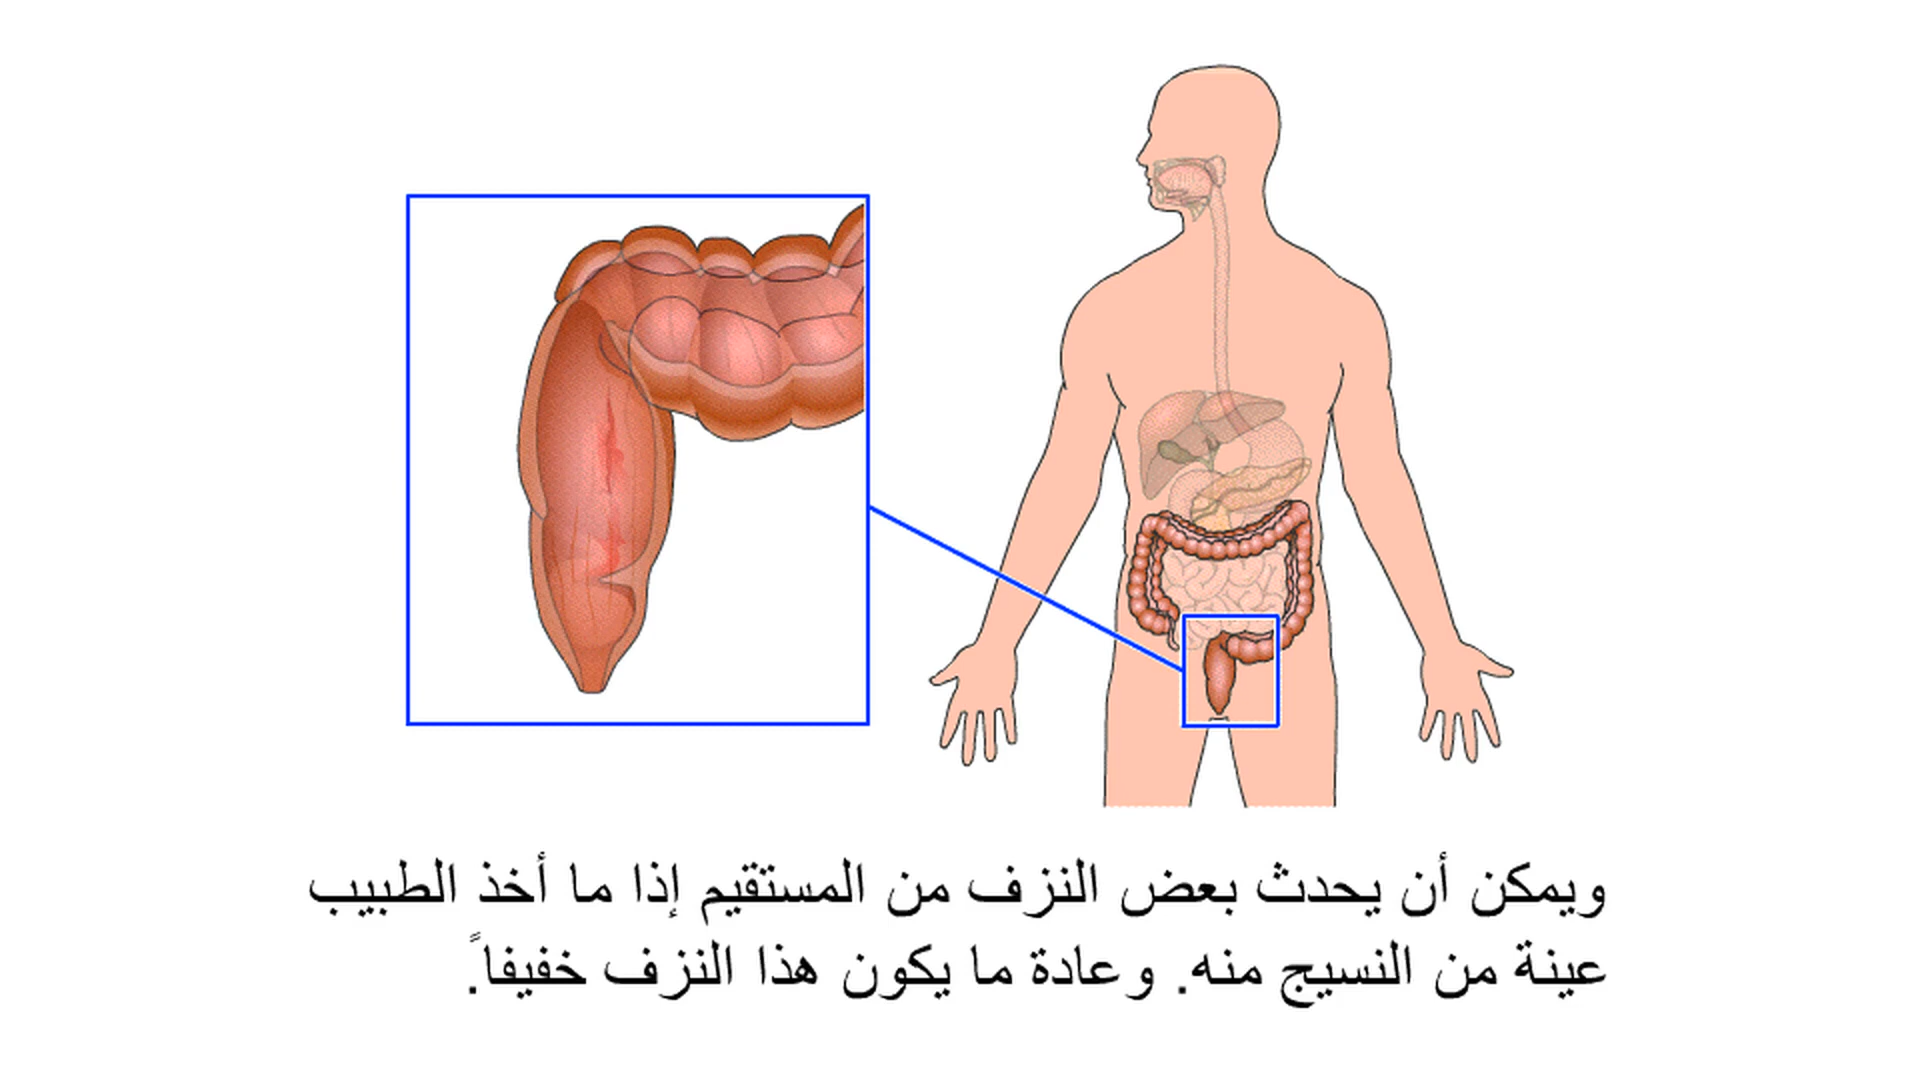 ويمكن أن يحدث بعض النزف من المستقيم إذا ما أخذ الطبيب
عينة من النسيج منه. وعادة ما يكون هذا النزف خفيفاً.